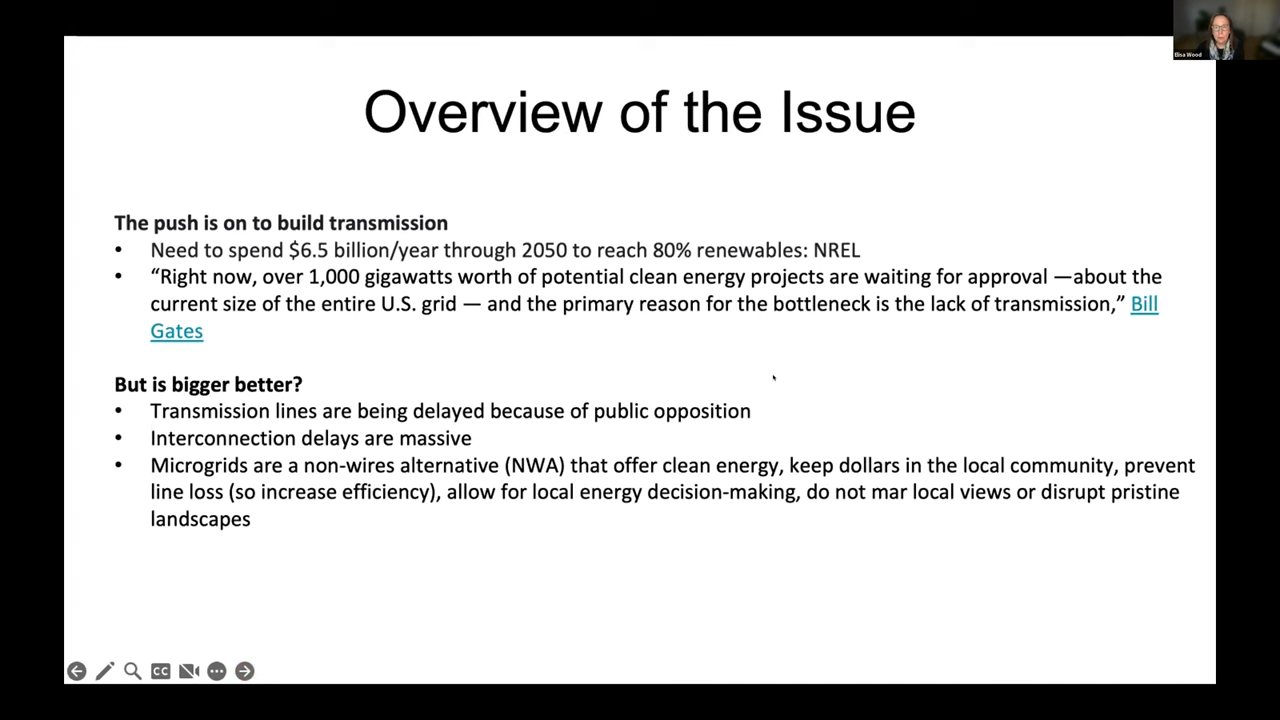 Elisa Wood
Overview of the Issue
The push is on to build transmission
• Need to spend $6.5 billion/year through 2050 to reach 80% renewables: NREL
• “Right now, over 1,000 gigawatts worth of potential clean energy projects are waiting for approval —about the
current size of the entire U.S. grid — and the primary reason for the bottleneck is the lack of transmission,” Bill
Gates
But is bigger better?
• Transmission lines are being delayed because of public opposition
• Interconnection delays are massive
• Microgrids are a non-wires alternative (NWA) that offer clean energy, keep dollars in the local community, prevent
line loss (so increase efficiency), allow for local energy decision-making, do not mar local views or disrupt pristine
landscapes
CC